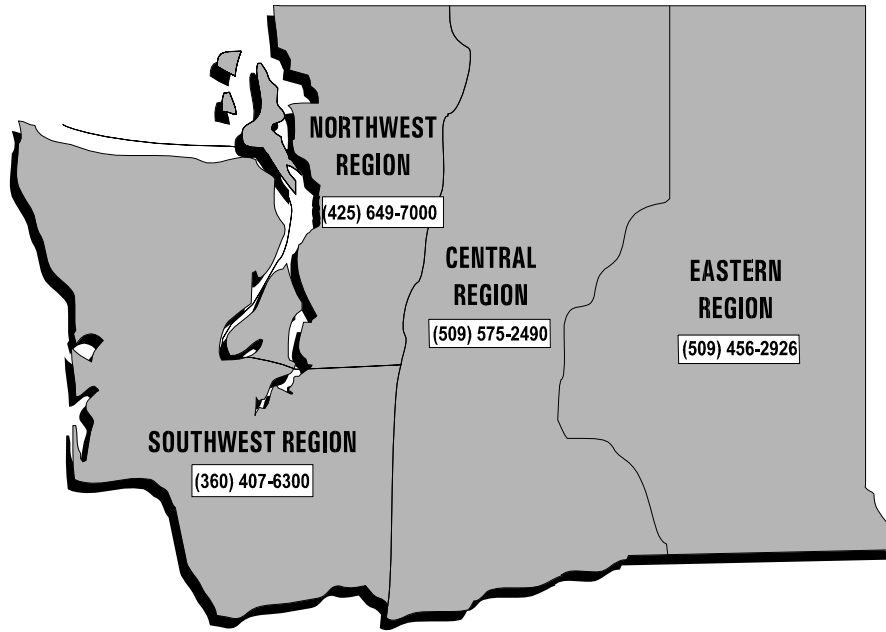 NORTHWEST
REGION
(425) 649-7000
CENTRAL
REGION
(509) 575-2490
EASTERN
REGION
(509) 456-2926
SOUTHWEST REGION
(360) 407-6300